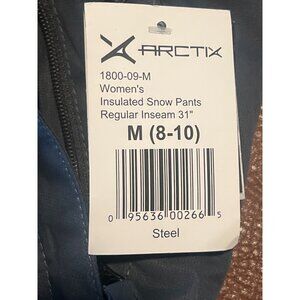 ARCTIX
1800-09-M
Women's
Insulated Snow Pants
Regular Inseam 31"
M (8-10)
0 95636 00266 5
Steel